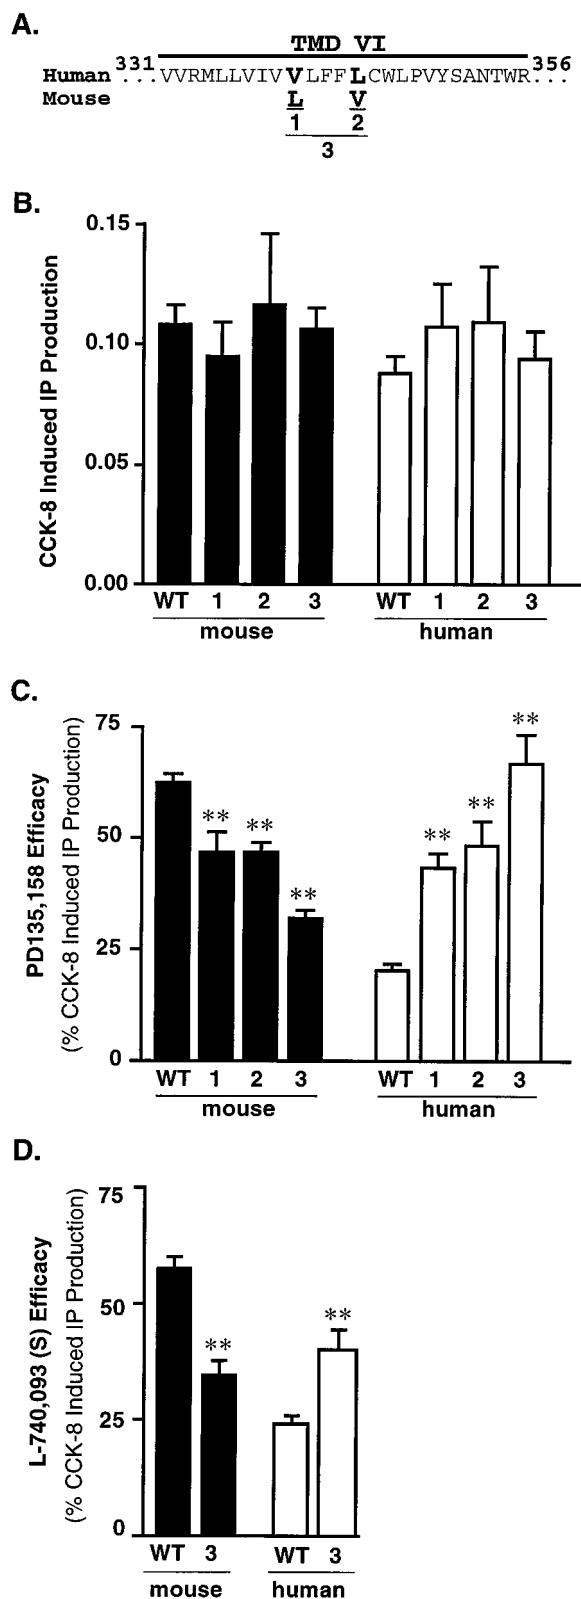 A.
TMD VI
331 356
Human ...VVRMLLVIVVLFFLCWLPVYSANTWR...
Mouse L V
1 2
3
B.
CCK-8 Induced IP Production
0.15
0.10
0.05
0.00
WT 1 2 3 WT 1 2 3
mouse human
C.
PD135,158 Efficacy
(% CCK-8 Induced IP Production)
75
50
25
0
** ** ** ** ** **
WT 1 2 3 WT 1 2 3
mouse human
D.
L-740,093 (S) Efficacy
(% CCK-8 Induced IP Production)
75
50
25
0
** **
WT 3 WT 3
mouse human